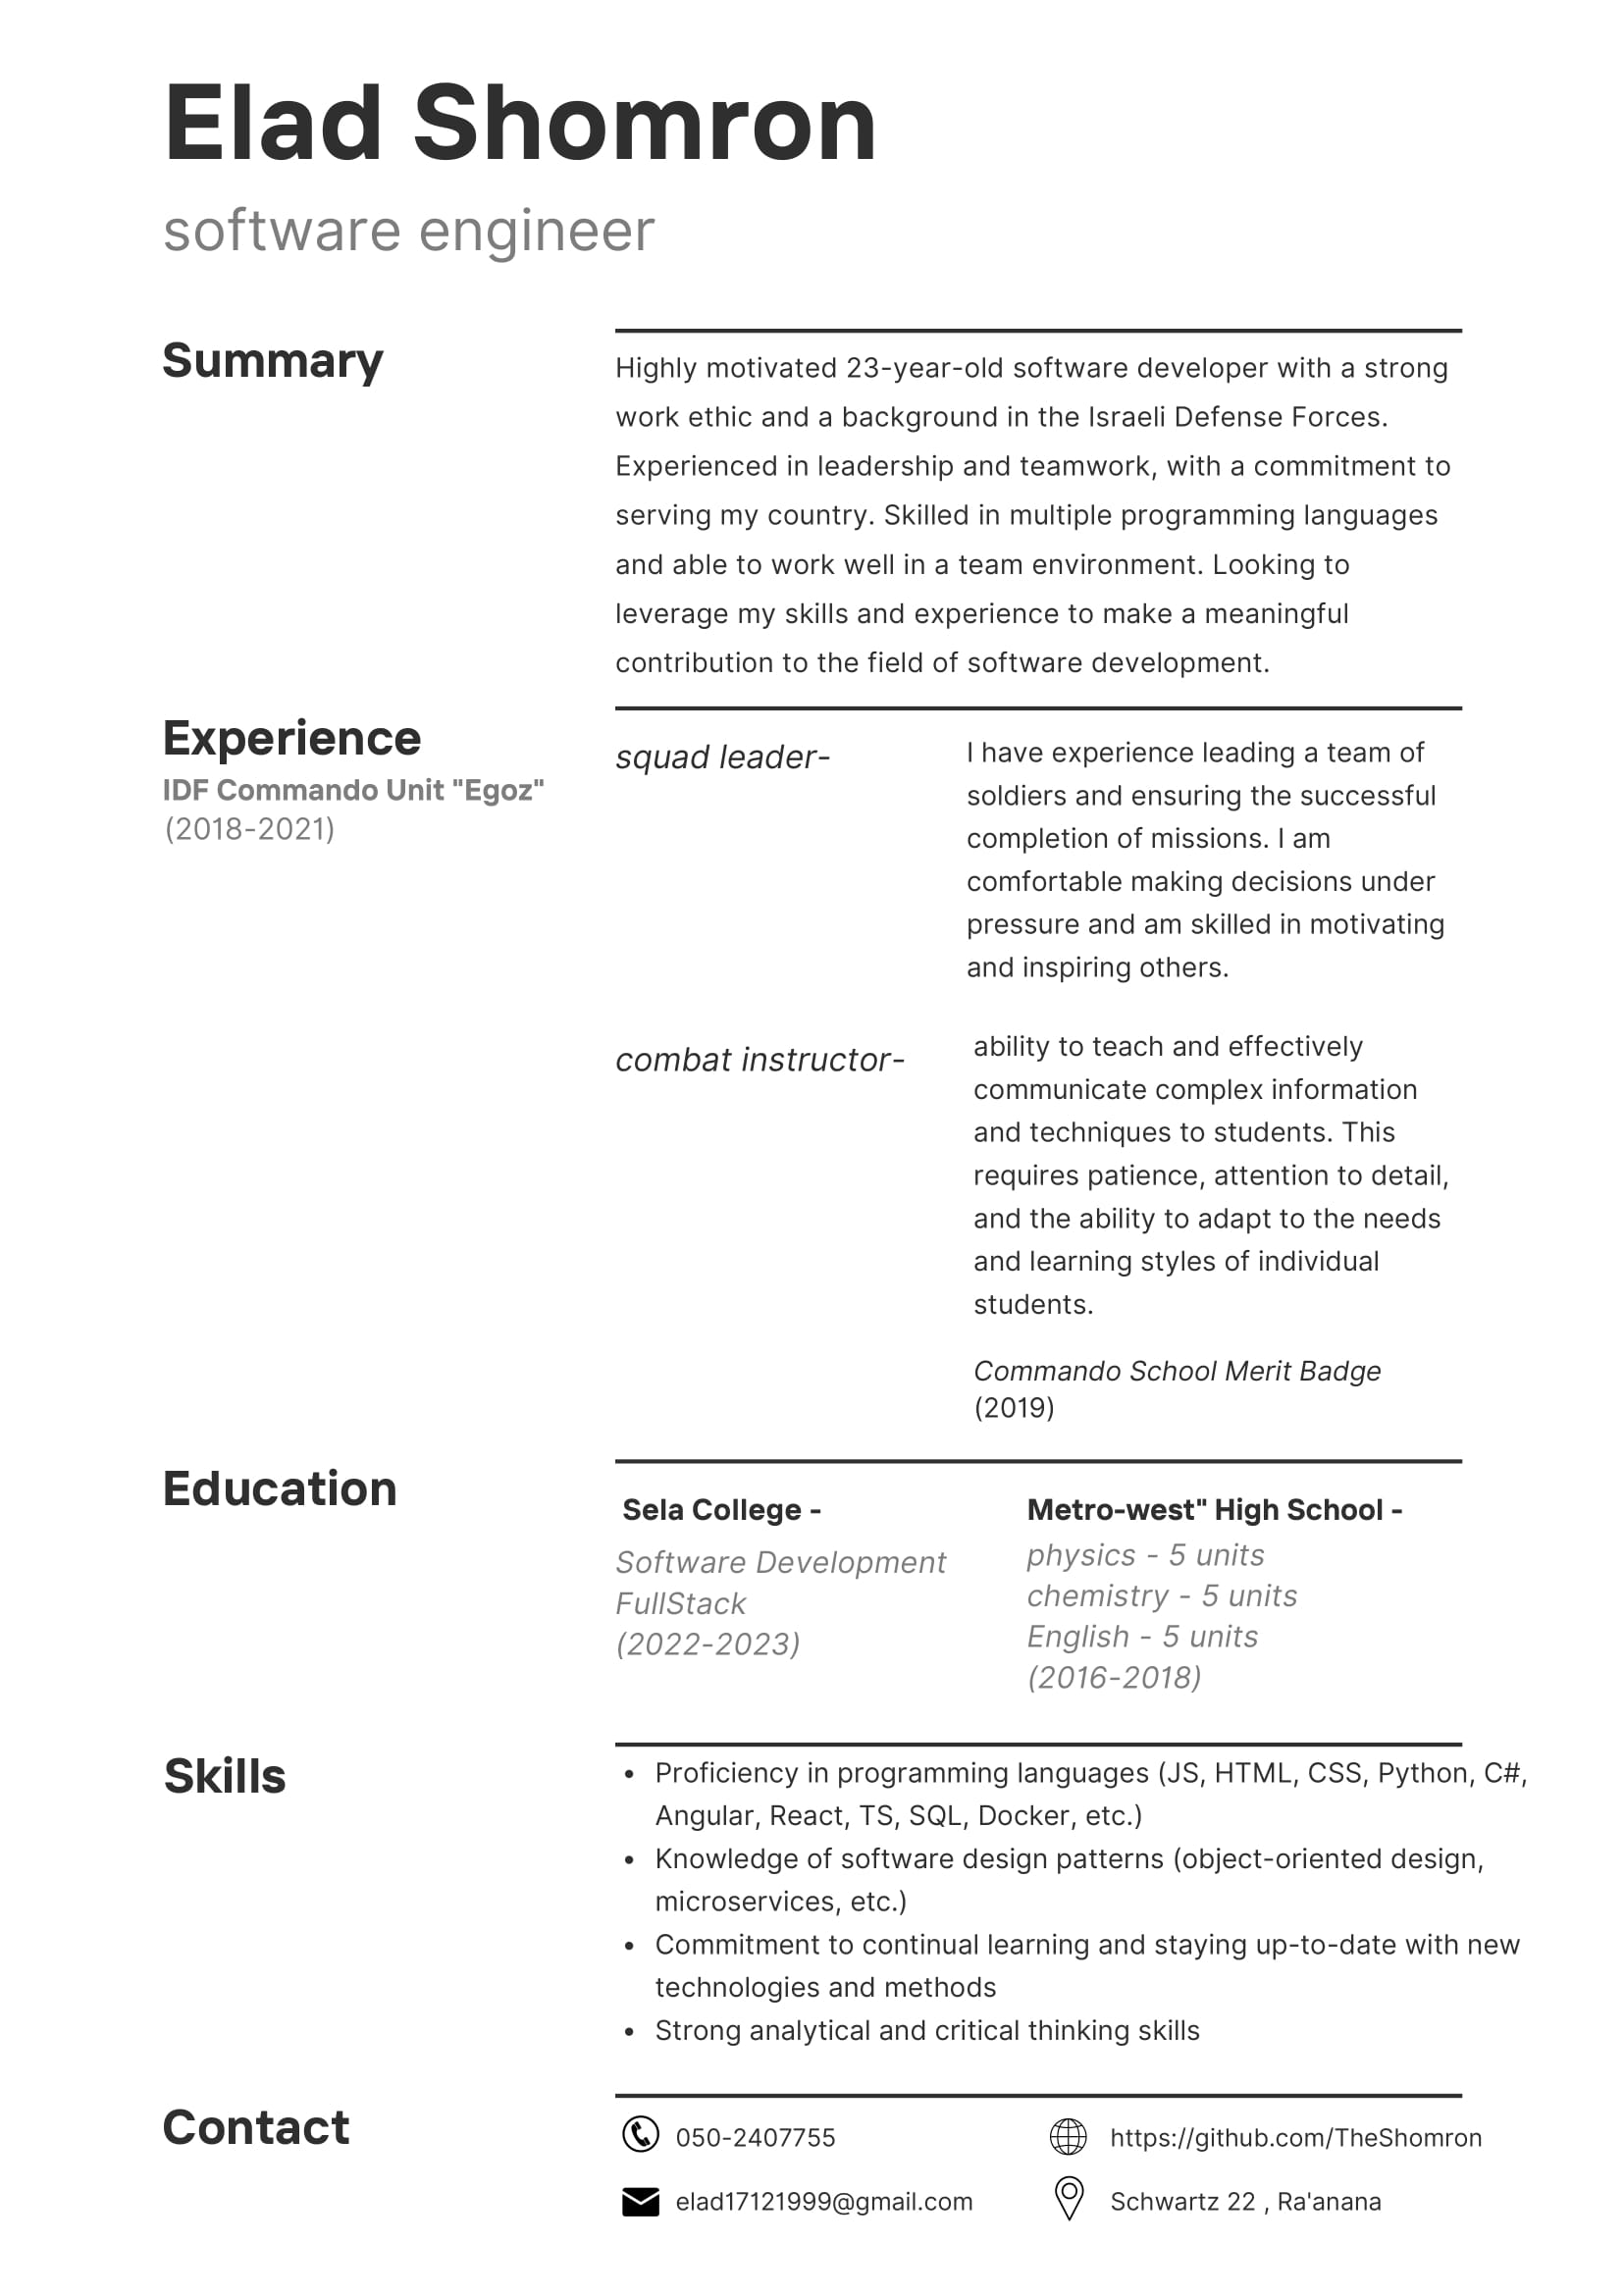 Elad Shomron
software engineer
Summary
Highly motivated 23-year-old software developer with a strong
work ethic and a background in the Israeli Defense Forces.
Experienced in leadership and teamwork, with a commitment to
serving my country. Skilled in multiple programming languages
and able to work well in a team environment. Looking to
leverage my skills and experience to make a meaningful
contribution to the field of software development.
Experience
IDF Commando Unit "Egoz"
(2018-2021)
squad leader-
I have experience leading a team of
soldiers and ensuring the successful
completion of missions. I am
comfortable making decisions under
pressure and am skilled in motivating
and inspiring others.
combat instructor-
ability to teach and effectively
communicate complex information
and techniques to students. This
requires patience, attention to detail,
and the ability to adapt to the needs
and learning styles of individual
students.
Commando School Merit Badge
(2019)
Education
Sela College -
Software Development
FullStack
(2022-2023)
Metro-west" High School -
physics - 5 units
chemistry - 5 units
English - 5 units
(2016-2018)
Skills
• Proficiency in programming languages (JS, HTML, CSS, Python, C#,
Angular, React, TS, SQL, Docker, etc.)
• Knowledge of software design patterns (object-oriented design,
microservices, etc.)
• Commitment to continual learning and staying up-to-date with new
technologies and methods
• Strong analytical and critical thinking skills
Contact
050-2407755
https://github.com/TheShomron
elad17121999@gmail.com
Schwartz 22 , Ra'anana